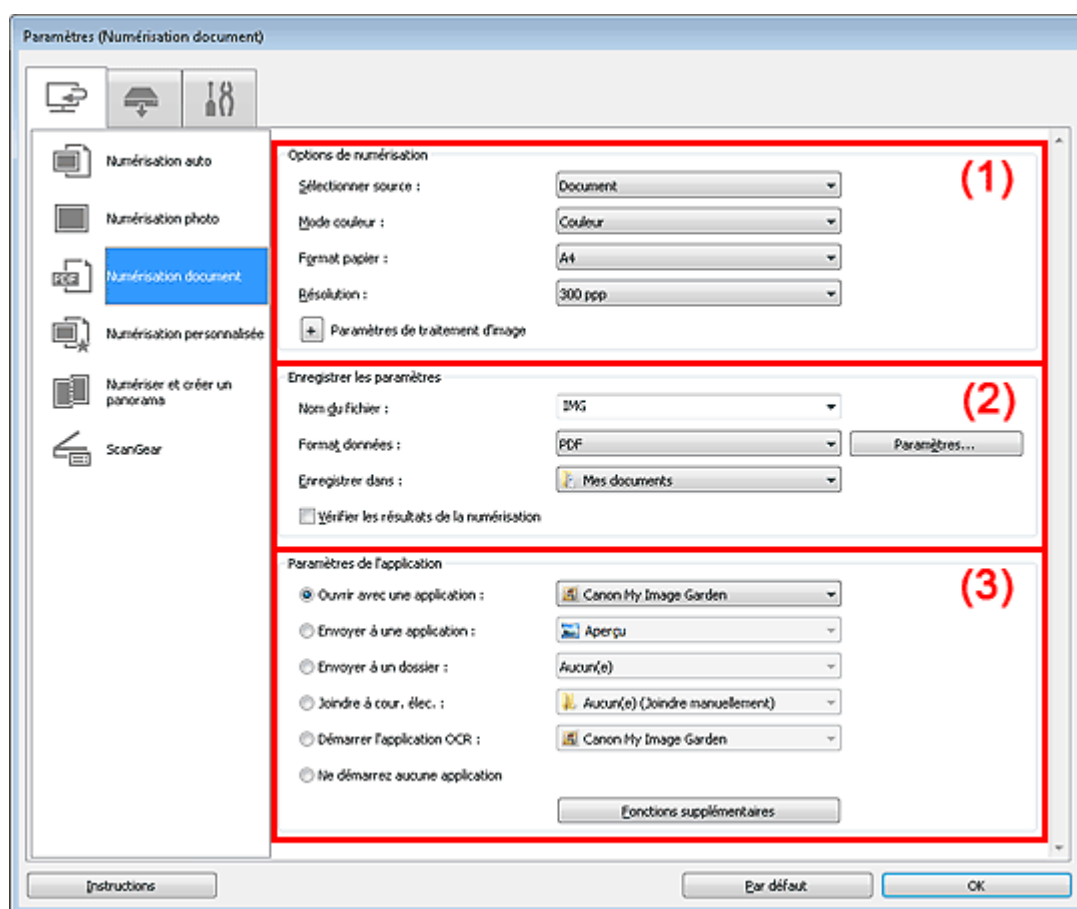 Paramètres (Numérisation document)
Numérisation auto
Numérisation photo
PDF
Numérisation document
Numérisation personnalisée
Numériser et créer un
panorama
ScanGear
Options de numérisation
(1)
Sélectionner source : Document
Mode couleur : Couleur
Format papier : A4
Résolution : 300 ppp
+ Paramètres de traitement d'image
Enregistrer les paramètres
(2)
Nom du fichier : IMG
Format données : PDF Paramètres...
Enregistrer dans : Mes documents
Vérifier les résultats de la numérisation
Paramètres de l'application
(3)
Ouvrir avec une application : Canon My Image Garden
Envoyer à une application : Aperçu
Envoyer à un dossier : Aucun(e)
Joindre à cour. élec. : Aucun(e) (Joindre manuellement)
Démarrer l'application OCR : Canon My Image Garden
Ne démarrez aucune application
Fonctions supplémentaires
Instructions Par défaut OK